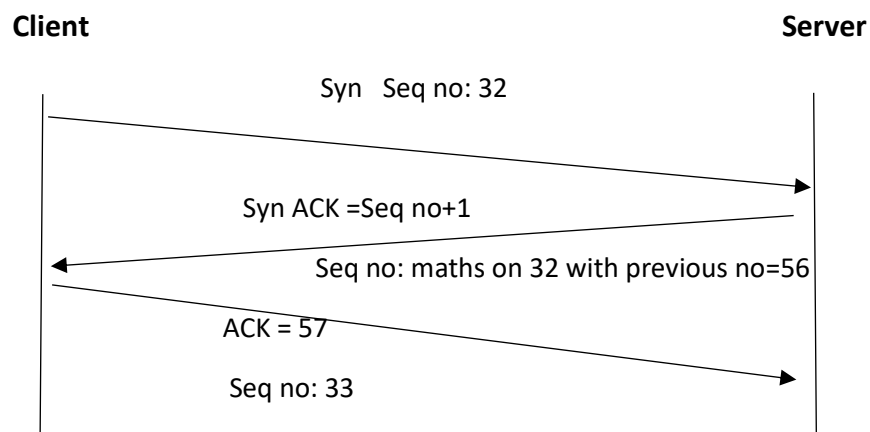 Client Server
Syn Seq no: 32
Syn ACK =Seq no+1
Seq no: maths on 32 with previous no=56
ACK = 57
Seq no: 33